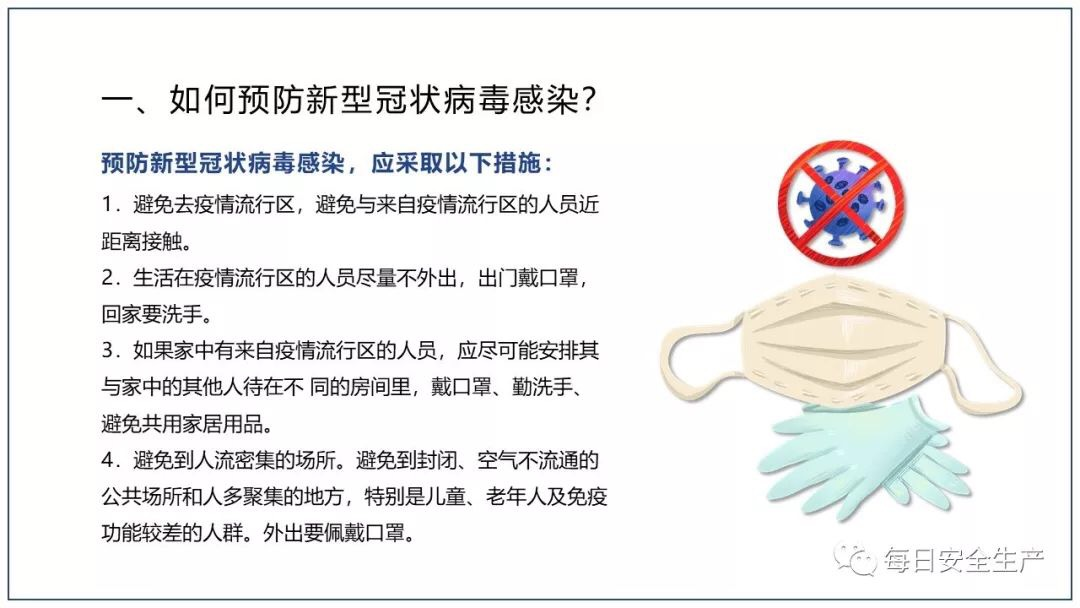 一、如何预防新型冠状病毒感染？
预防新型冠状病毒感染，应采取以下措施：
1．避免去疫情流行区，避免与来自疫情流行区的人员近
距离接触。
2．生活在疫情流行区的人员尽量不外出，出门戴口罩，
回家要洗手。
3．如果家中有来自疫情流行区的人员，应尽可能安排其
与家中的其他人待在不 同的房间里，戴口罩、勤洗手、
避免共用家居用品。
4．避免到人流密集的场所。避免到封闭、空气不流通的
公共场所和人多聚集的地方，特别是儿童、老年人及免疫
功能较差的人群。外出要佩戴口罩。
每日安全生产